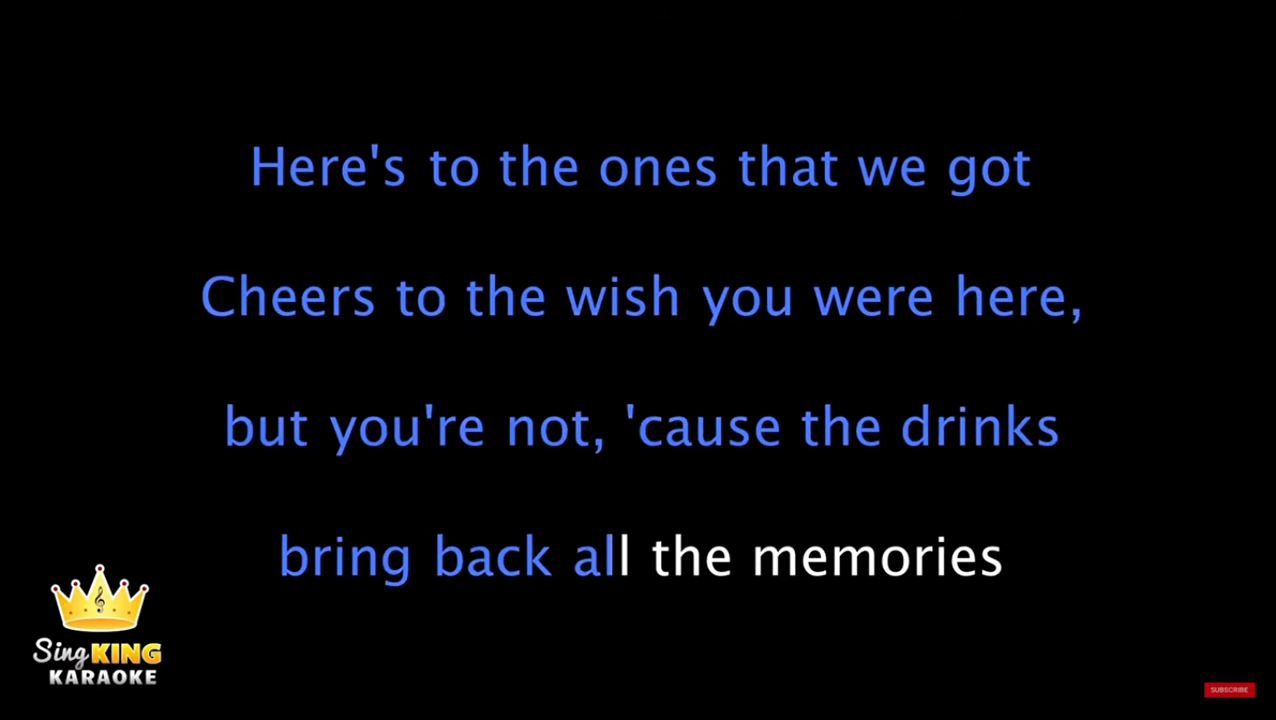 Here's to the ones that we got
Cheers to the wish you were here,
but you're not, 'cause the drinks
bring back all the memories
Sing KING
KARAOKE
SUBSCRIBE